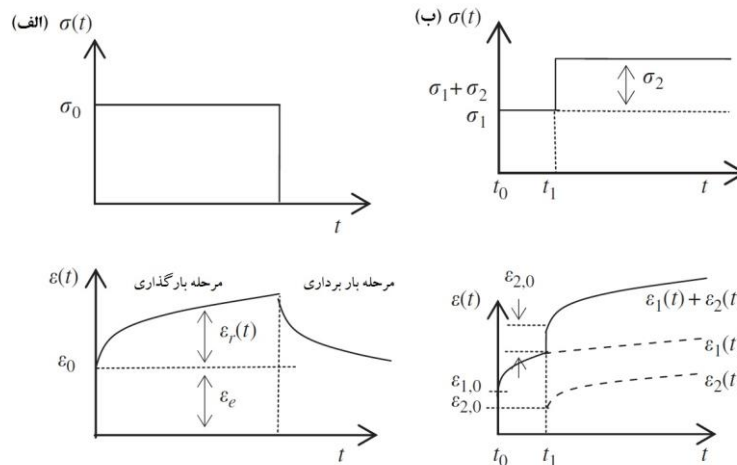 (الف) σ(t)
σ₀
t
(ب) σ(t)
σ₂
σ₁ + σ₂
σ₁
t₀ t₁ t
ε(t)
مرحله بارگذاری
مرحله بار برداری
εᵣ(t)
ε₀
εₑ
t
ε₂,₀
ε(t)
ε₁(t) + ε₂(t
ε₁(t
ε₁,₀
ε₂,₀
ε₂(t
t₀ t₁ t